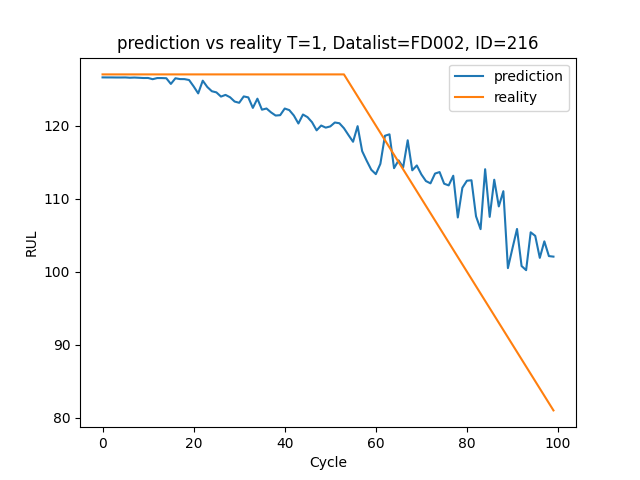 prediction vs reality T=1, Datalist=FD002, ID=216
prediction
reality
RUL
120
110
100
90
80
0 20 40 60 80 100
Cycle